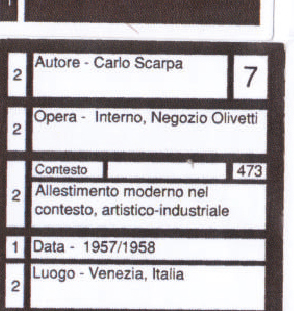 1
2 Autore - Carlo Scarpa 7
2 Opera - Interno, Negozio Olivetti
Contesto 473
2 Allestimento moderno nel
contesto, artistico-industriale
1 Data - 1957/1958
2 Luogo - Venezia, Italia